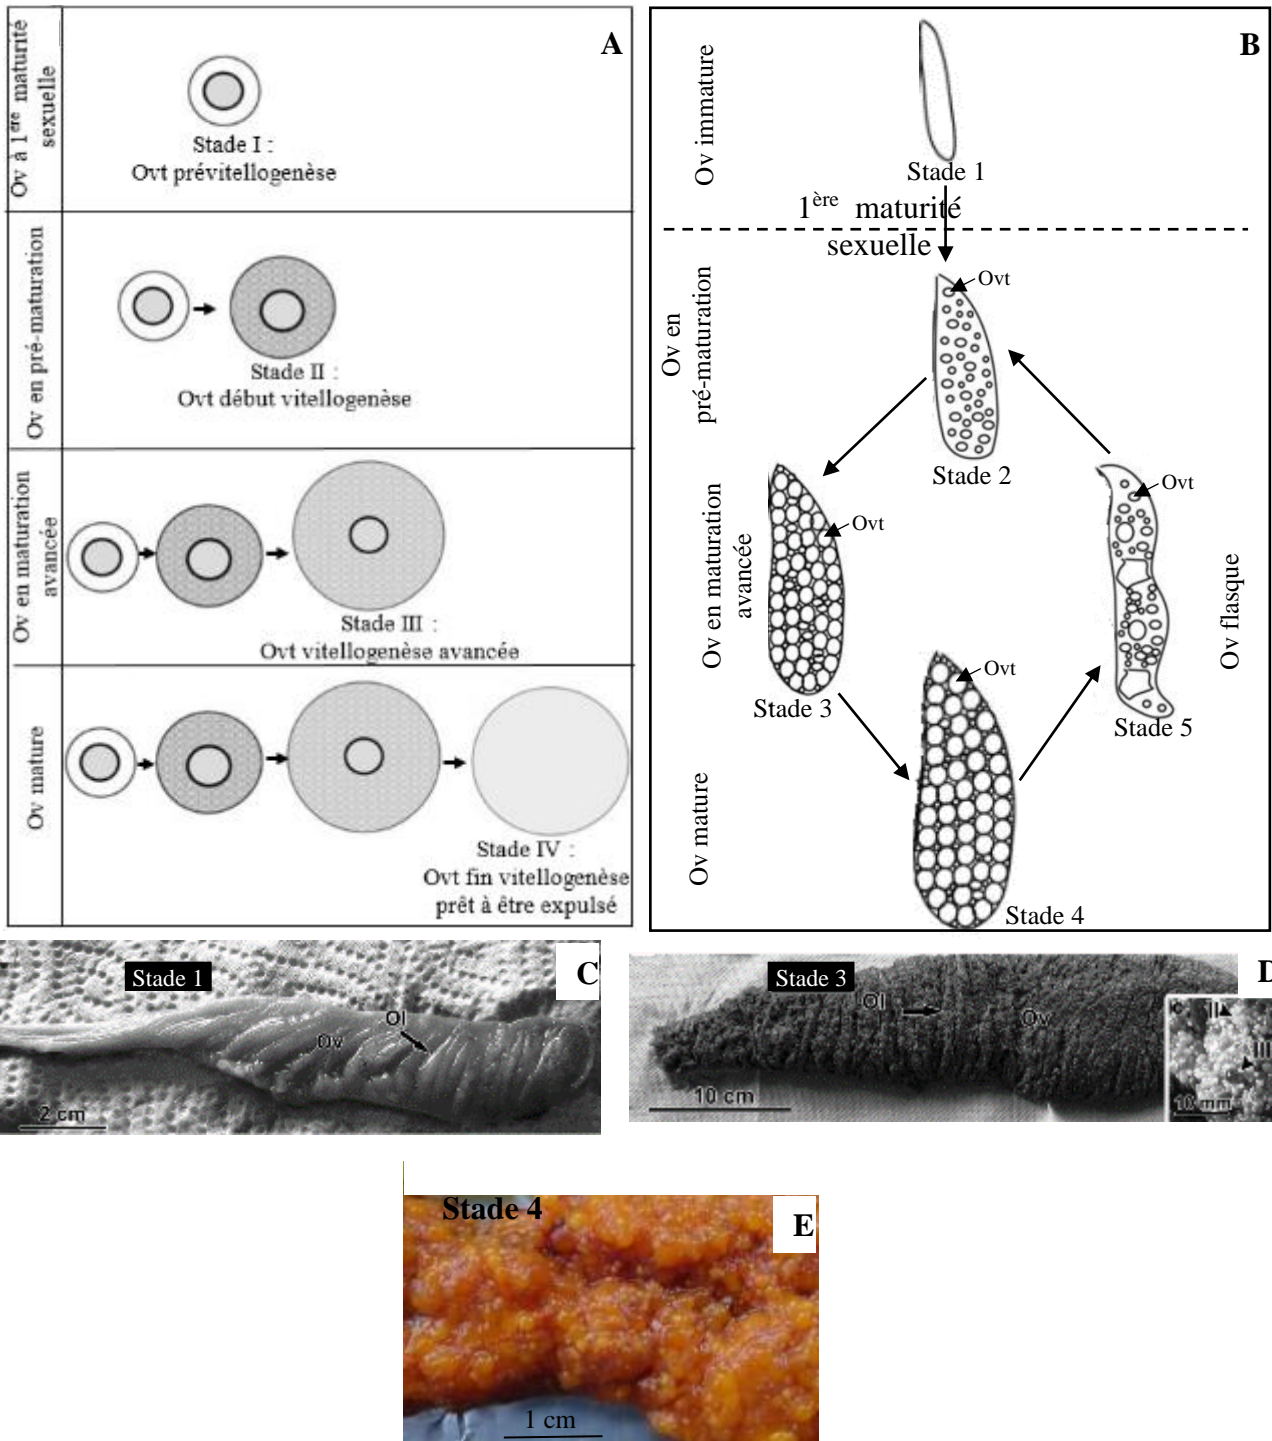 A
Ov à 1ere maturité
sexuelle
Stade I :
Ovt prévitellogenèse
Ov en pré-maturation
Stade II :
Ovt début vitellogenèse
Ov en maturation
avancée
Stade III :
Ovt vitellogenèse avancée
Ov mature
Stade IV :
Ovt fin vitellogenèse
prêt à être expulsé
B
Ov immature
Stade 1
1ère maturité
sexuelle
Ov en
pré-maturation
Ovt
Stade 2
Ov en maturation
avancée
Ovt
Stade 3
Ovt
Stade 5
Ov flasque
Ov mature
Ovt
Stade 4
Stade 1
C
Ol
Ov
2 cm
Stade 3
D
Ol
Ov
10 cm
c
II
III
10 mm
Stade 4
E
1 cm